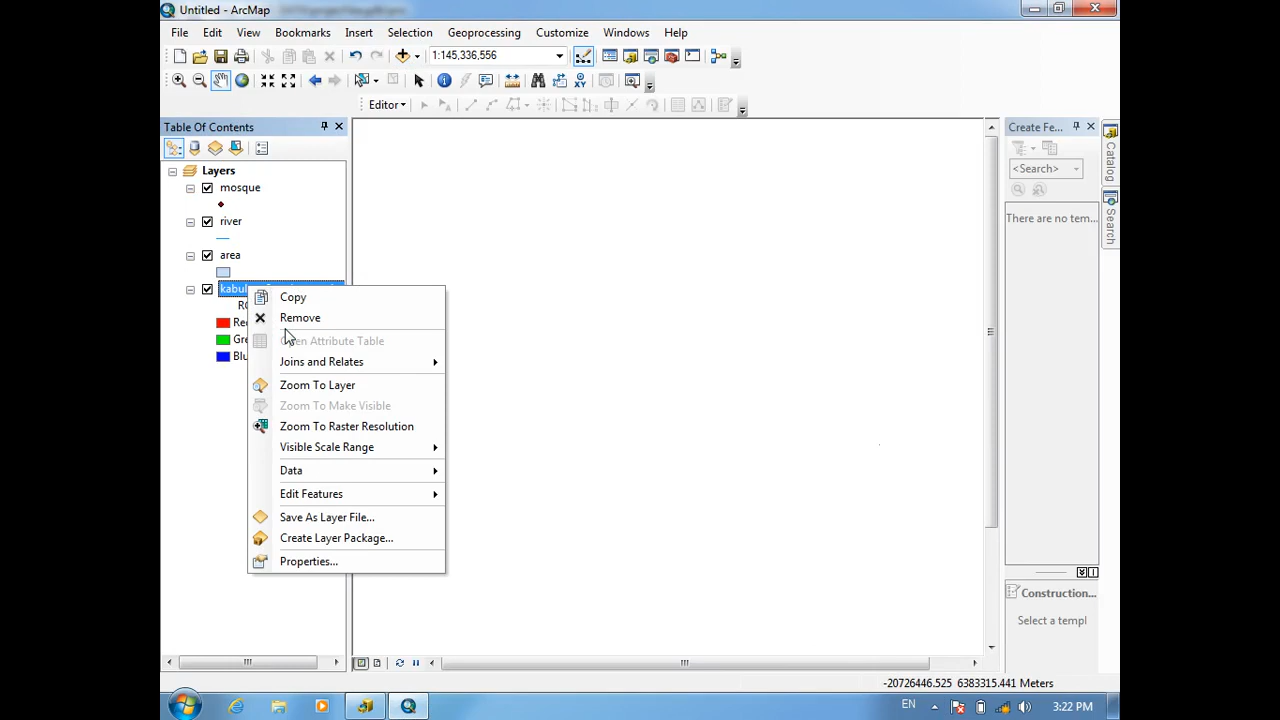 Untitled - ArcMap
File Edit View Bookmarks Insert Selection Geoprocessing Customize Windows Help
1:145,336,556
Editor
Table Of Contents
Layers
mosque
river
area
kabul
Copy
Remove
Open Attribute Table
Joins and Relates
Zoom To Layer
Zoom To Make Visible
Zoom To Raster Resolution
Visible Scale Range
Data
Edit Features
Save As Layer File...
Create Layer Package...
Properties...
Create Fe...
<Search>
There are no tem...
Construction...
Select a templ
Catalog
Search
-20726446.525 6383315.441 Meters
EN
3:22 PM